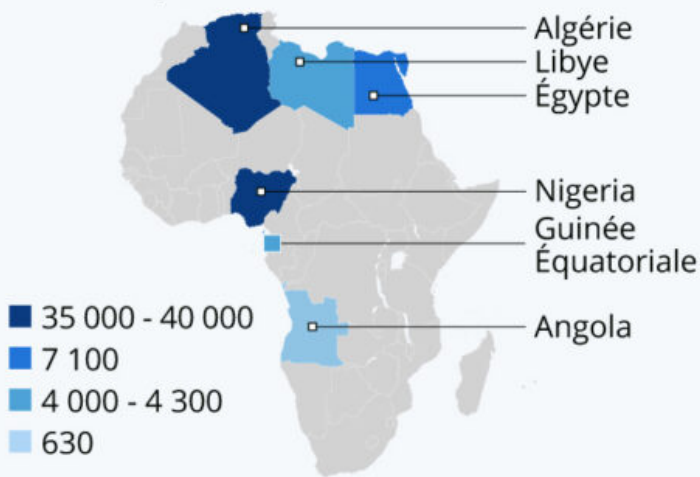 Algérie
Libye
Égypte
Nigeria
Guinée
Équatoriale
Angola
35 000 - 40 000
7 100
4 000 - 4 300
630